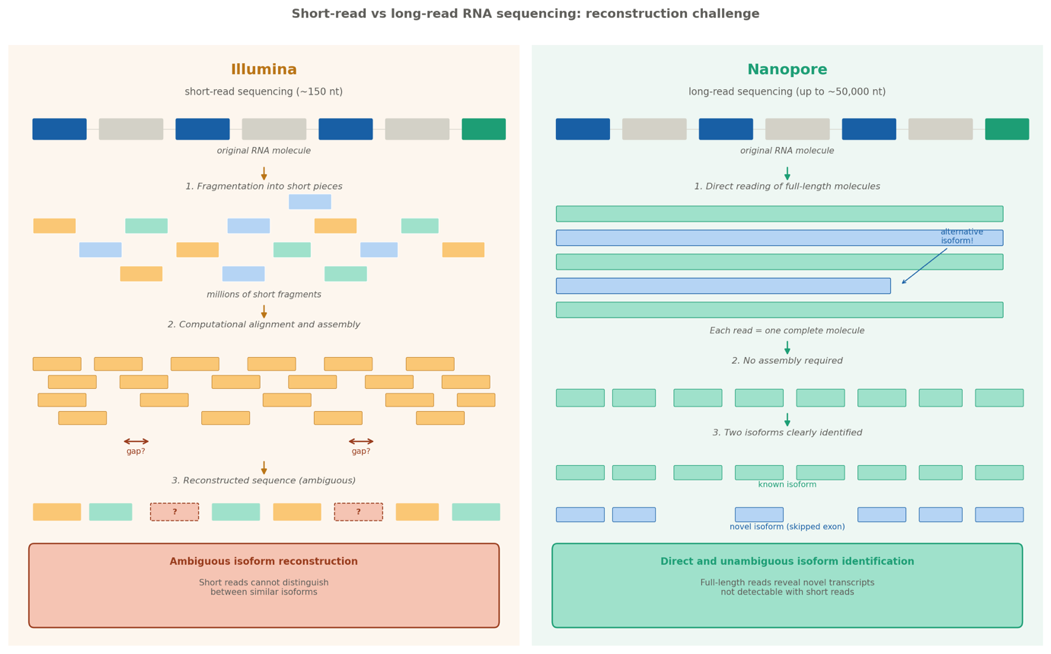 Short-read vs long-read RNA sequencing: reconstruction challenge
Illumina
short-read sequencing (~150 nt)
original RNA molecule
1. Fragmentation into short pieces
millions of short fragments
2. Computational alignment and assembly
gap?
gap?
3. Reconstructed sequence (ambiguous)
?
?
Ambiguous isoform reconstruction
Short reads cannot distinguish
between similar isoforms
Nanopore
long-read sequencing (up to ~50,000 nt)
original RNA molecule
1. Direct reading of full-length molecules
alternative
isoform!
Each read = one complete molecule
2. No assembly required
3. Two isoforms clearly identified
known isoform
novel isoform (skipped exon)
Direct and unambiguous isoform identification
Full-length reads reveal novel transcripts
not detectable with short reads